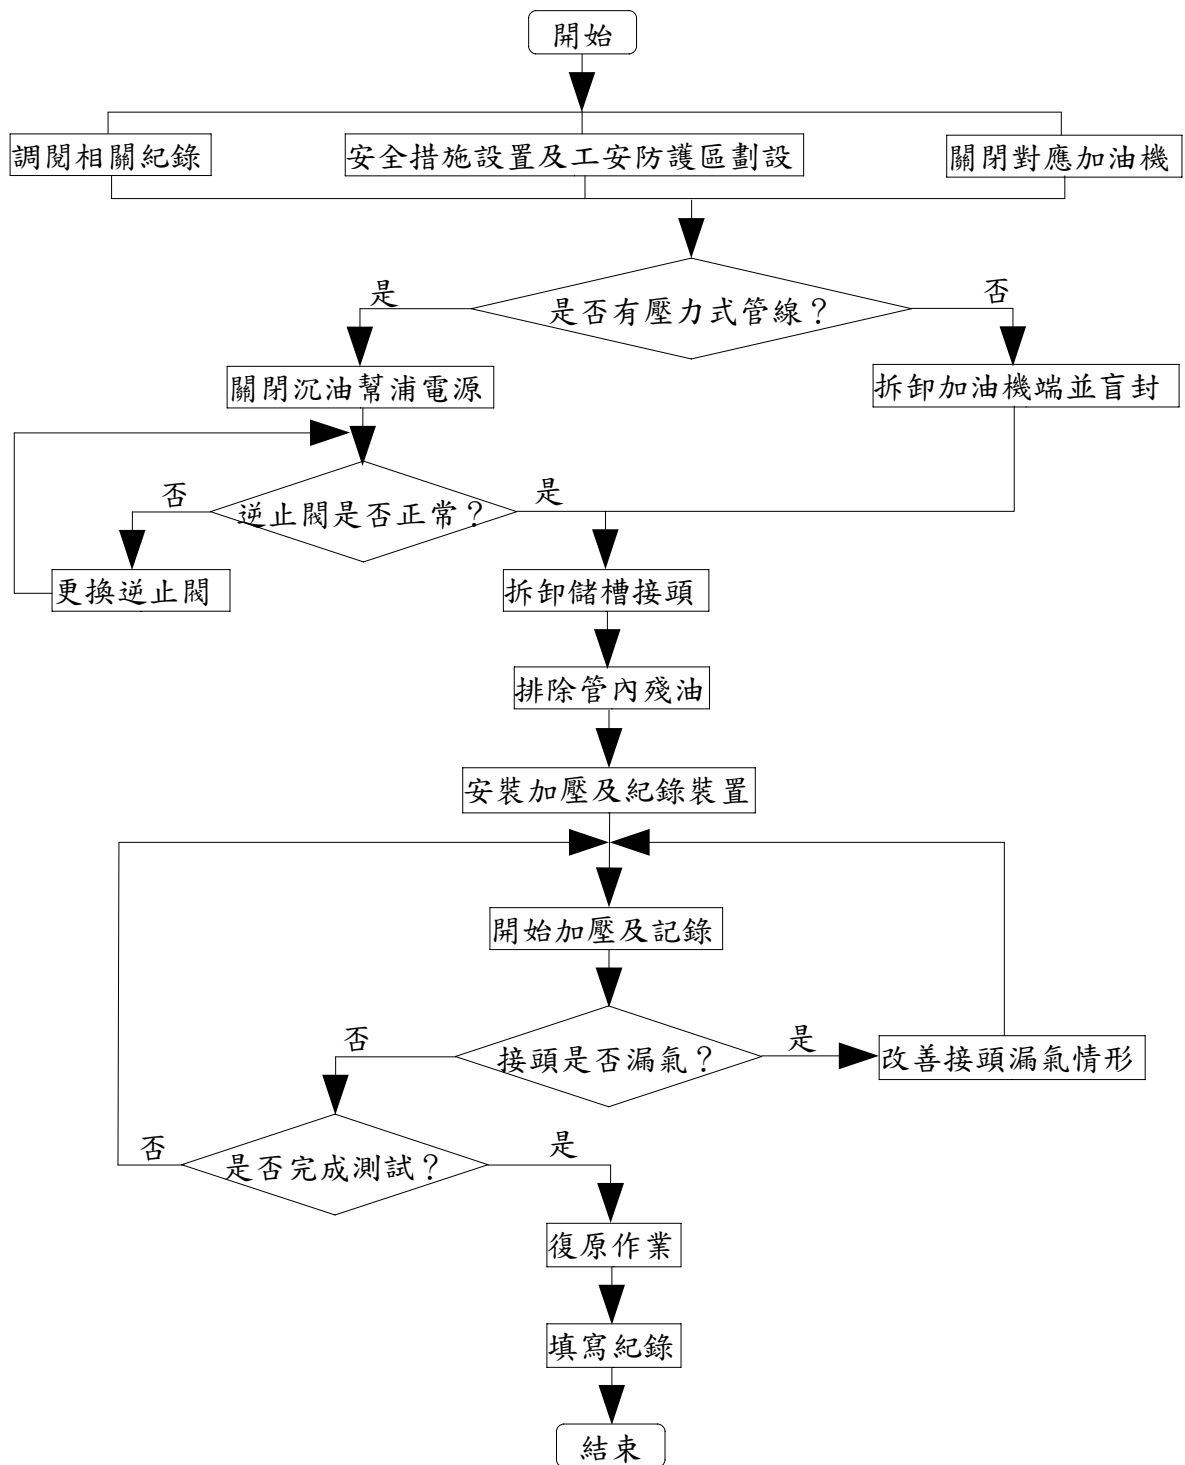 開始
調閱相關紀錄
安全措施設置及工安防護區劃設
關閉對應加油機
是否有壓力式管線？
是
否
關閉沉油幫浦電源
拆卸加油機端並盲封
逆止閥是否正常？
否
是
更換逆止閥
拆卸儲槽接頭
排除管內殘油
安裝加壓及紀錄裝置
開始加壓及記錄
接頭是否漏氣？
否
是
改善接頭漏氣情形
是否完成測試？
否
是
復原作業
填寫紀錄
結束